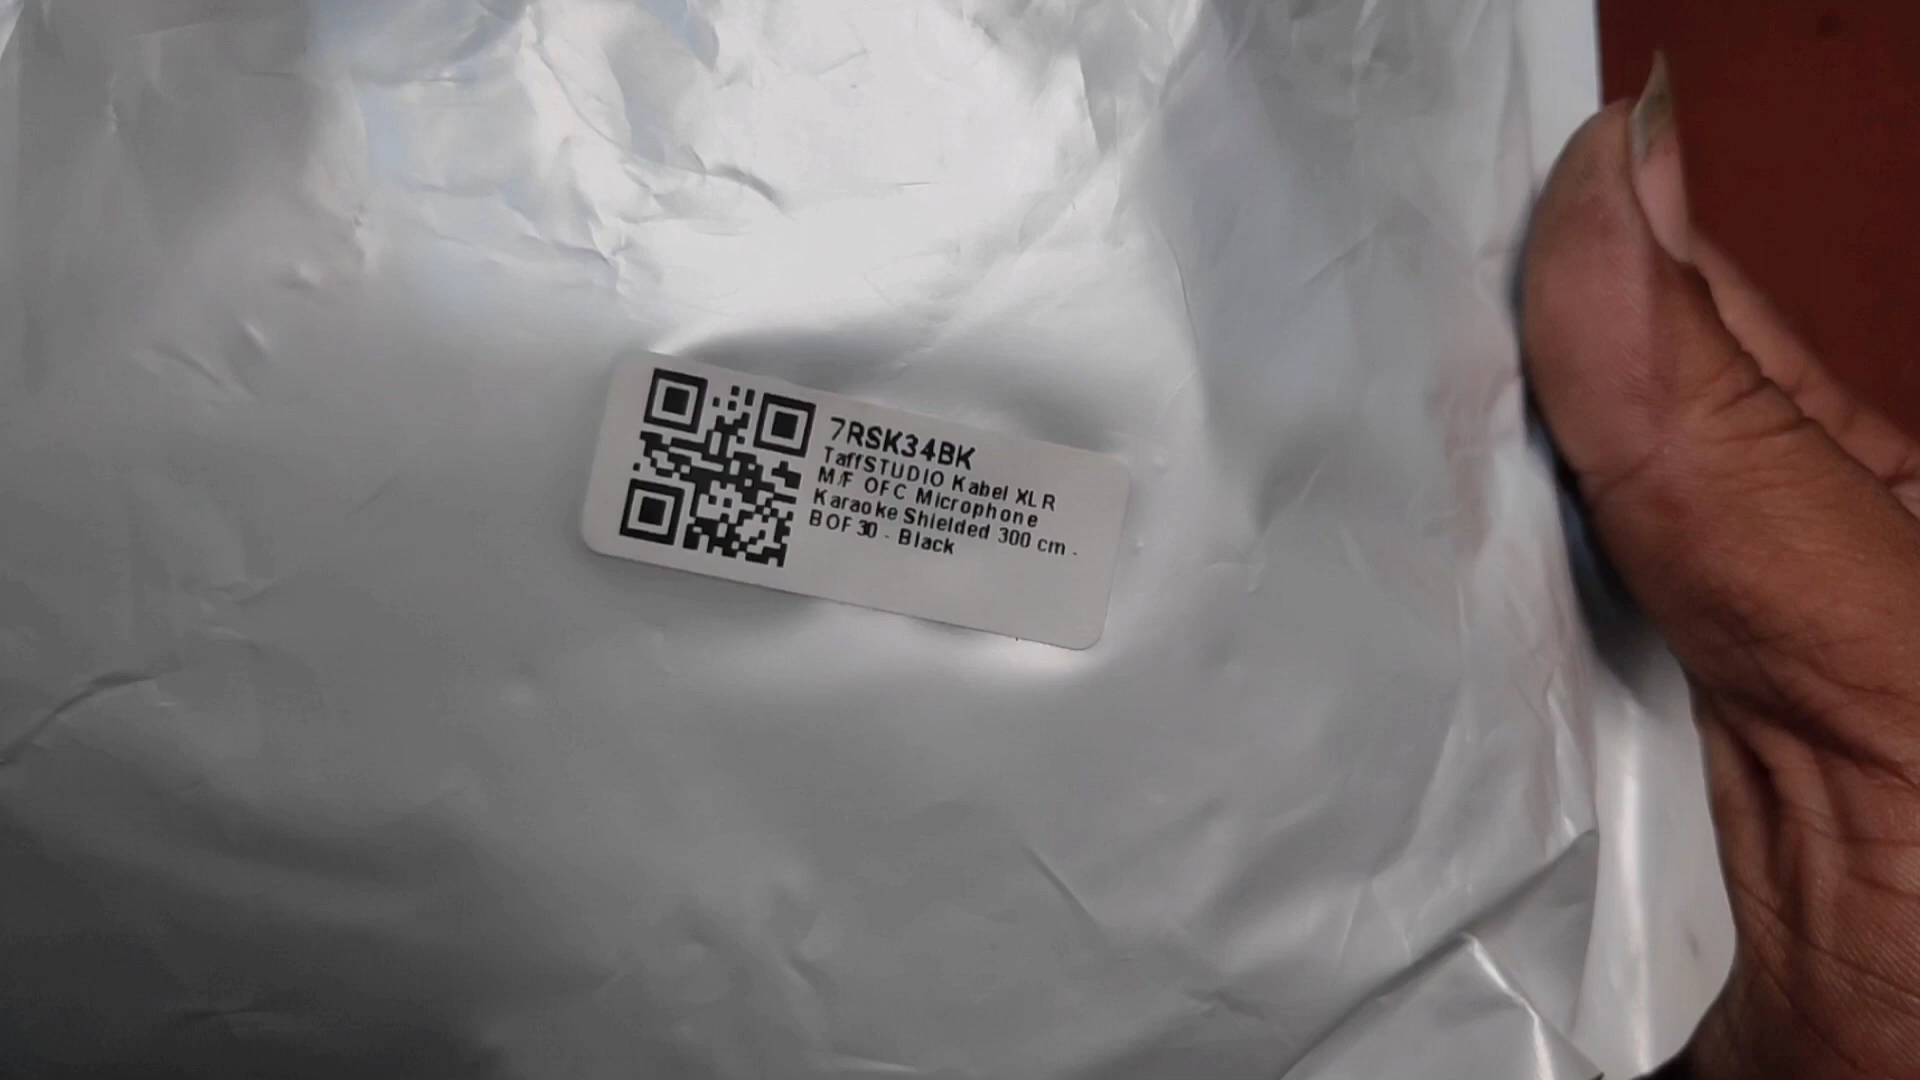 7RSK34BK
TaffSTUDIO Kabel XLR
M/F OFC Microphone
Karaoke Shielded 300 cm -
BOF30 - Black